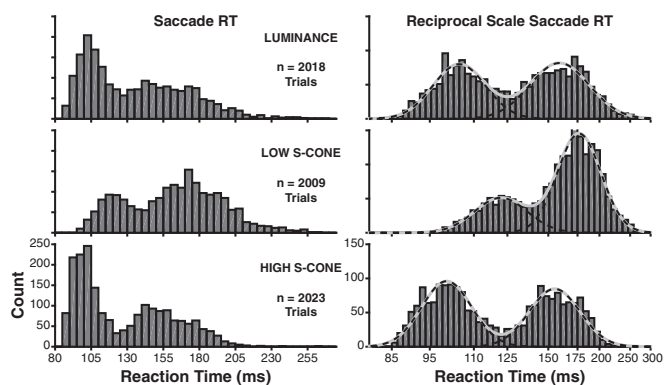 Saccade RT
Reciprocal Scale Saccade RT
LUMINANCE
n = 2018
Trials
LOW S-CONE
n = 2009
Trials
HIGH S-CONE
n = 2023
Trials
Count
250
200
150
100
50
0
150
100
50
0
80 105 130 155 180 205 230 255
85 95 110 125 150 175 200 250 300
Reaction Time (ms)
Reaction Time (ms)